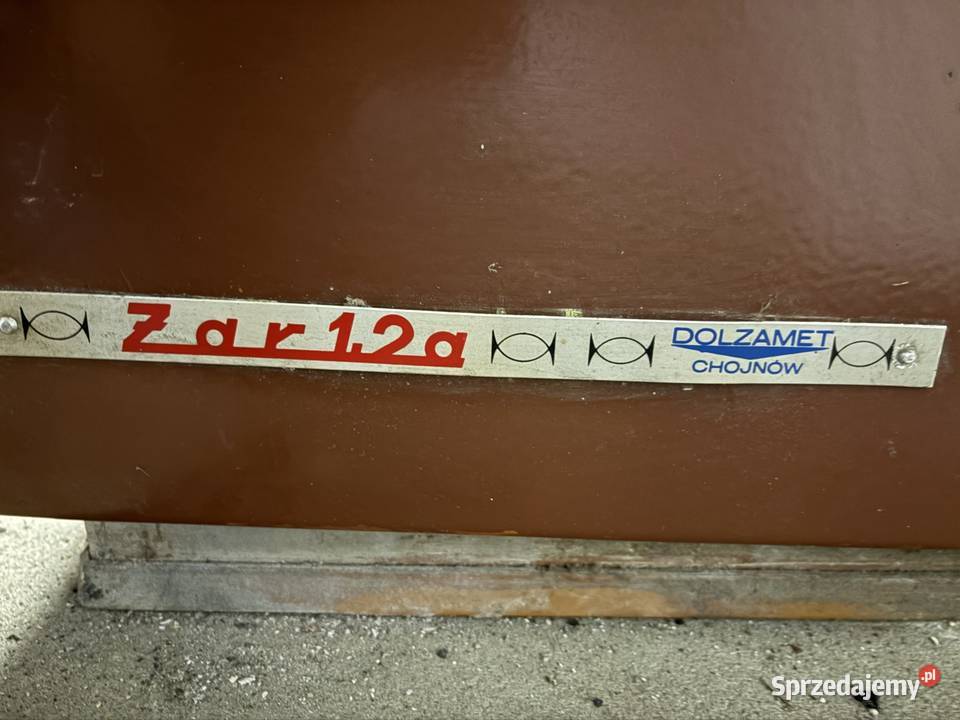 Żar 1.2a
DOLZAMET
CHOJNÓW
Sprzedajemy.pl